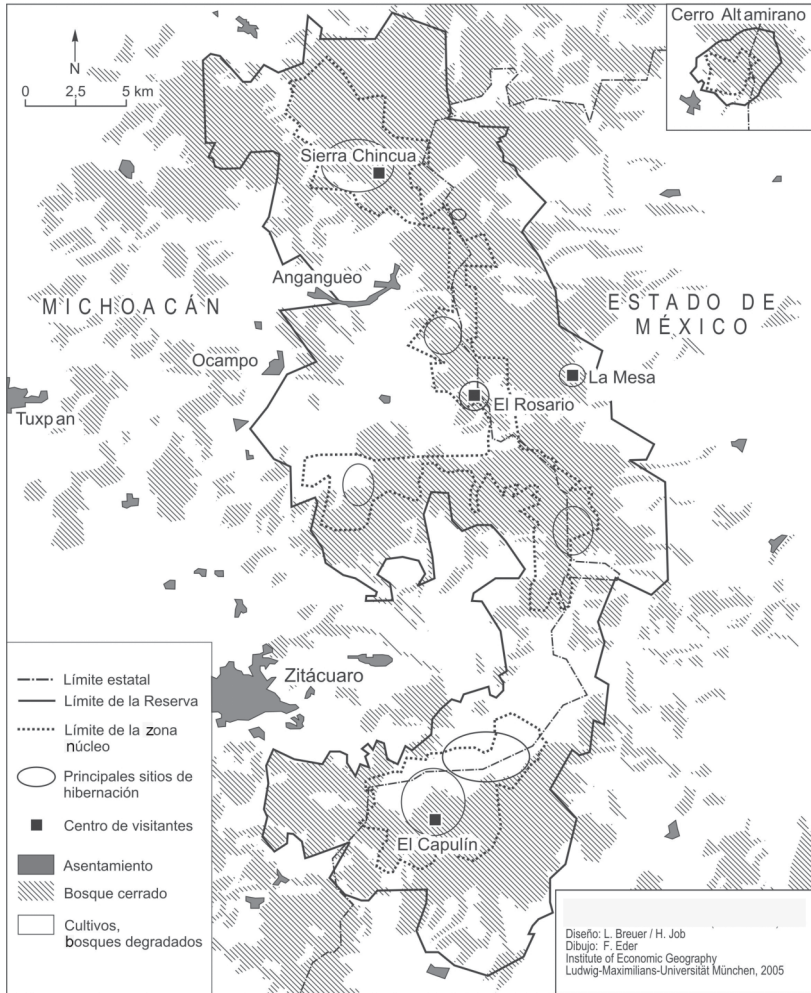 Cerro Altamirano
N
0 2,5 5 km
Sierra Chincua
Angangueo
MICHOACÁN
ESTADO DE
MÉXICO
Ocampo
La Mesa
El Rosario
Tuxpan
Zitácuaro
El Capulín
Límite estatal
Límite de la Reserva
Límite de la zona
núcleo
Principales sitios de
hibernación
Centro de visitantes
Asentamiento
Bosque cerrado
Cultivos,
bosques degradados
Diseño: L. Breuer / H. Job
Dibujo: F. Eder
Institute of Economic Geography
Ludwig-Maximilians-Universität München, 2005